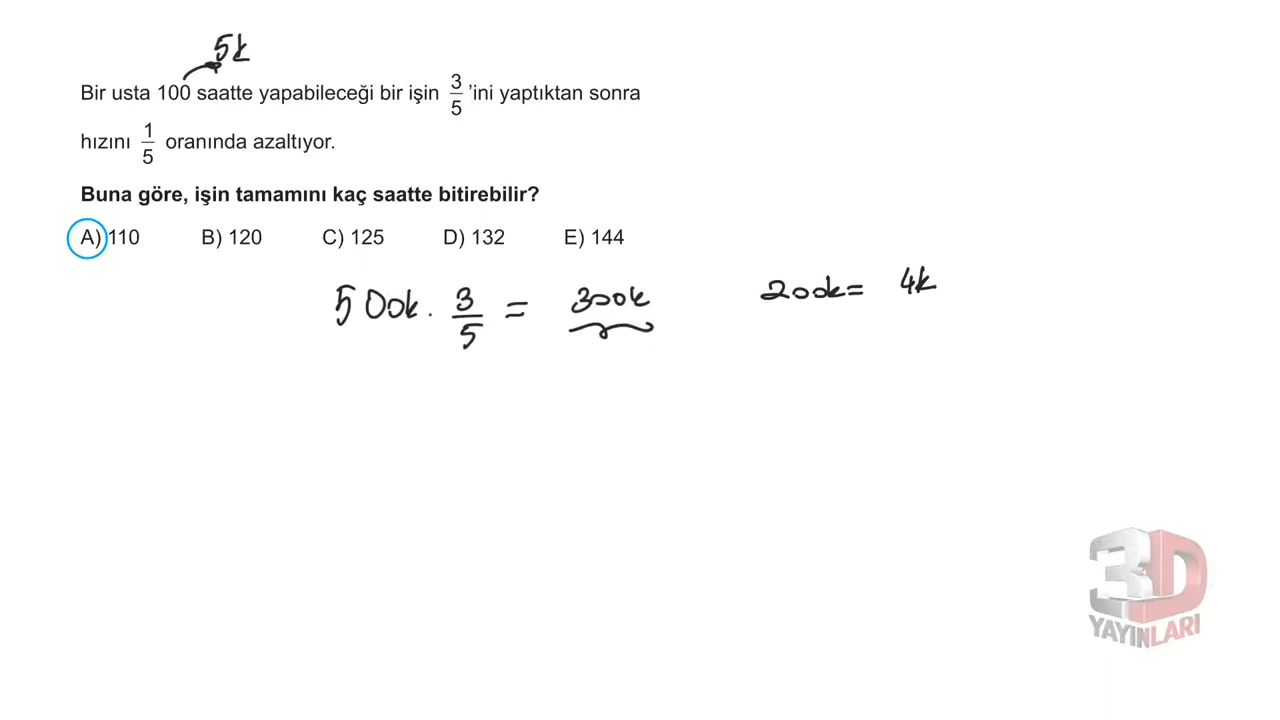 5k
Bir usta 100 saatte yapabileceği bir işin 3/5 'ini yaptıktan sonra
hızını 1/5 oranında azaltıyor.
Buna göre, işin tamamını kaç saatte bitirebilir?
A) 110 B) 120 C) 125 D) 132 E) 144
500k . 3/5 = 300k 200k = 4k
3D
YAYINLARI